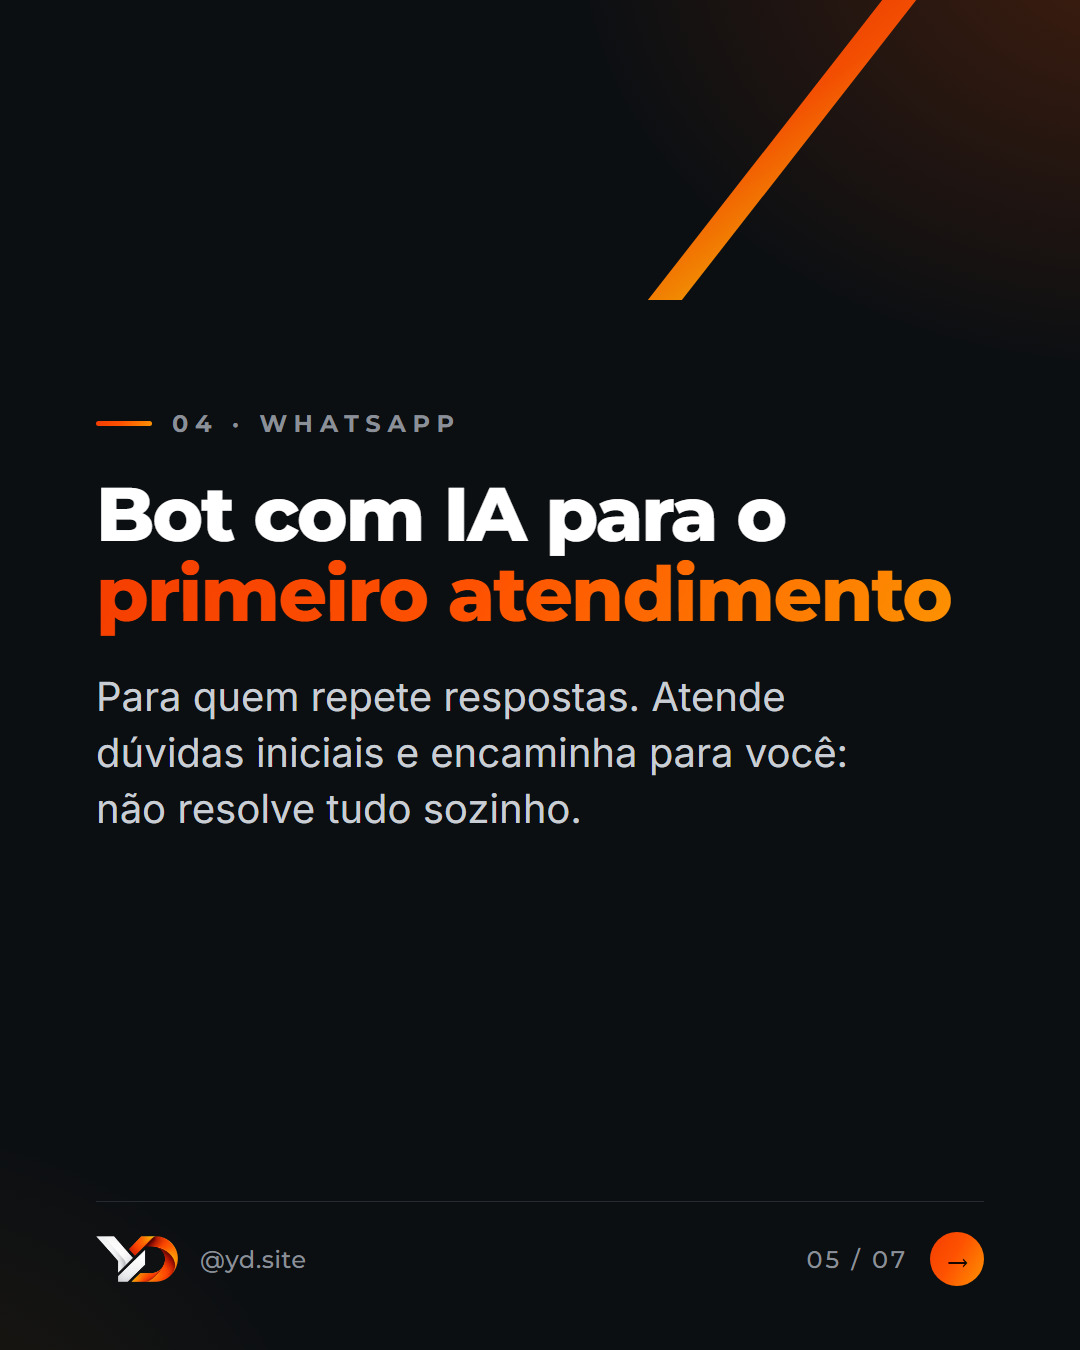 04 · WHATSAPP
Bot com IA para o
primeiro atendimento
Para quem repete respostas. Atende
dúvidas iniciais e encaminha para você:
não resolve tudo sozinho.
YD @yd.site 05 / 07 →